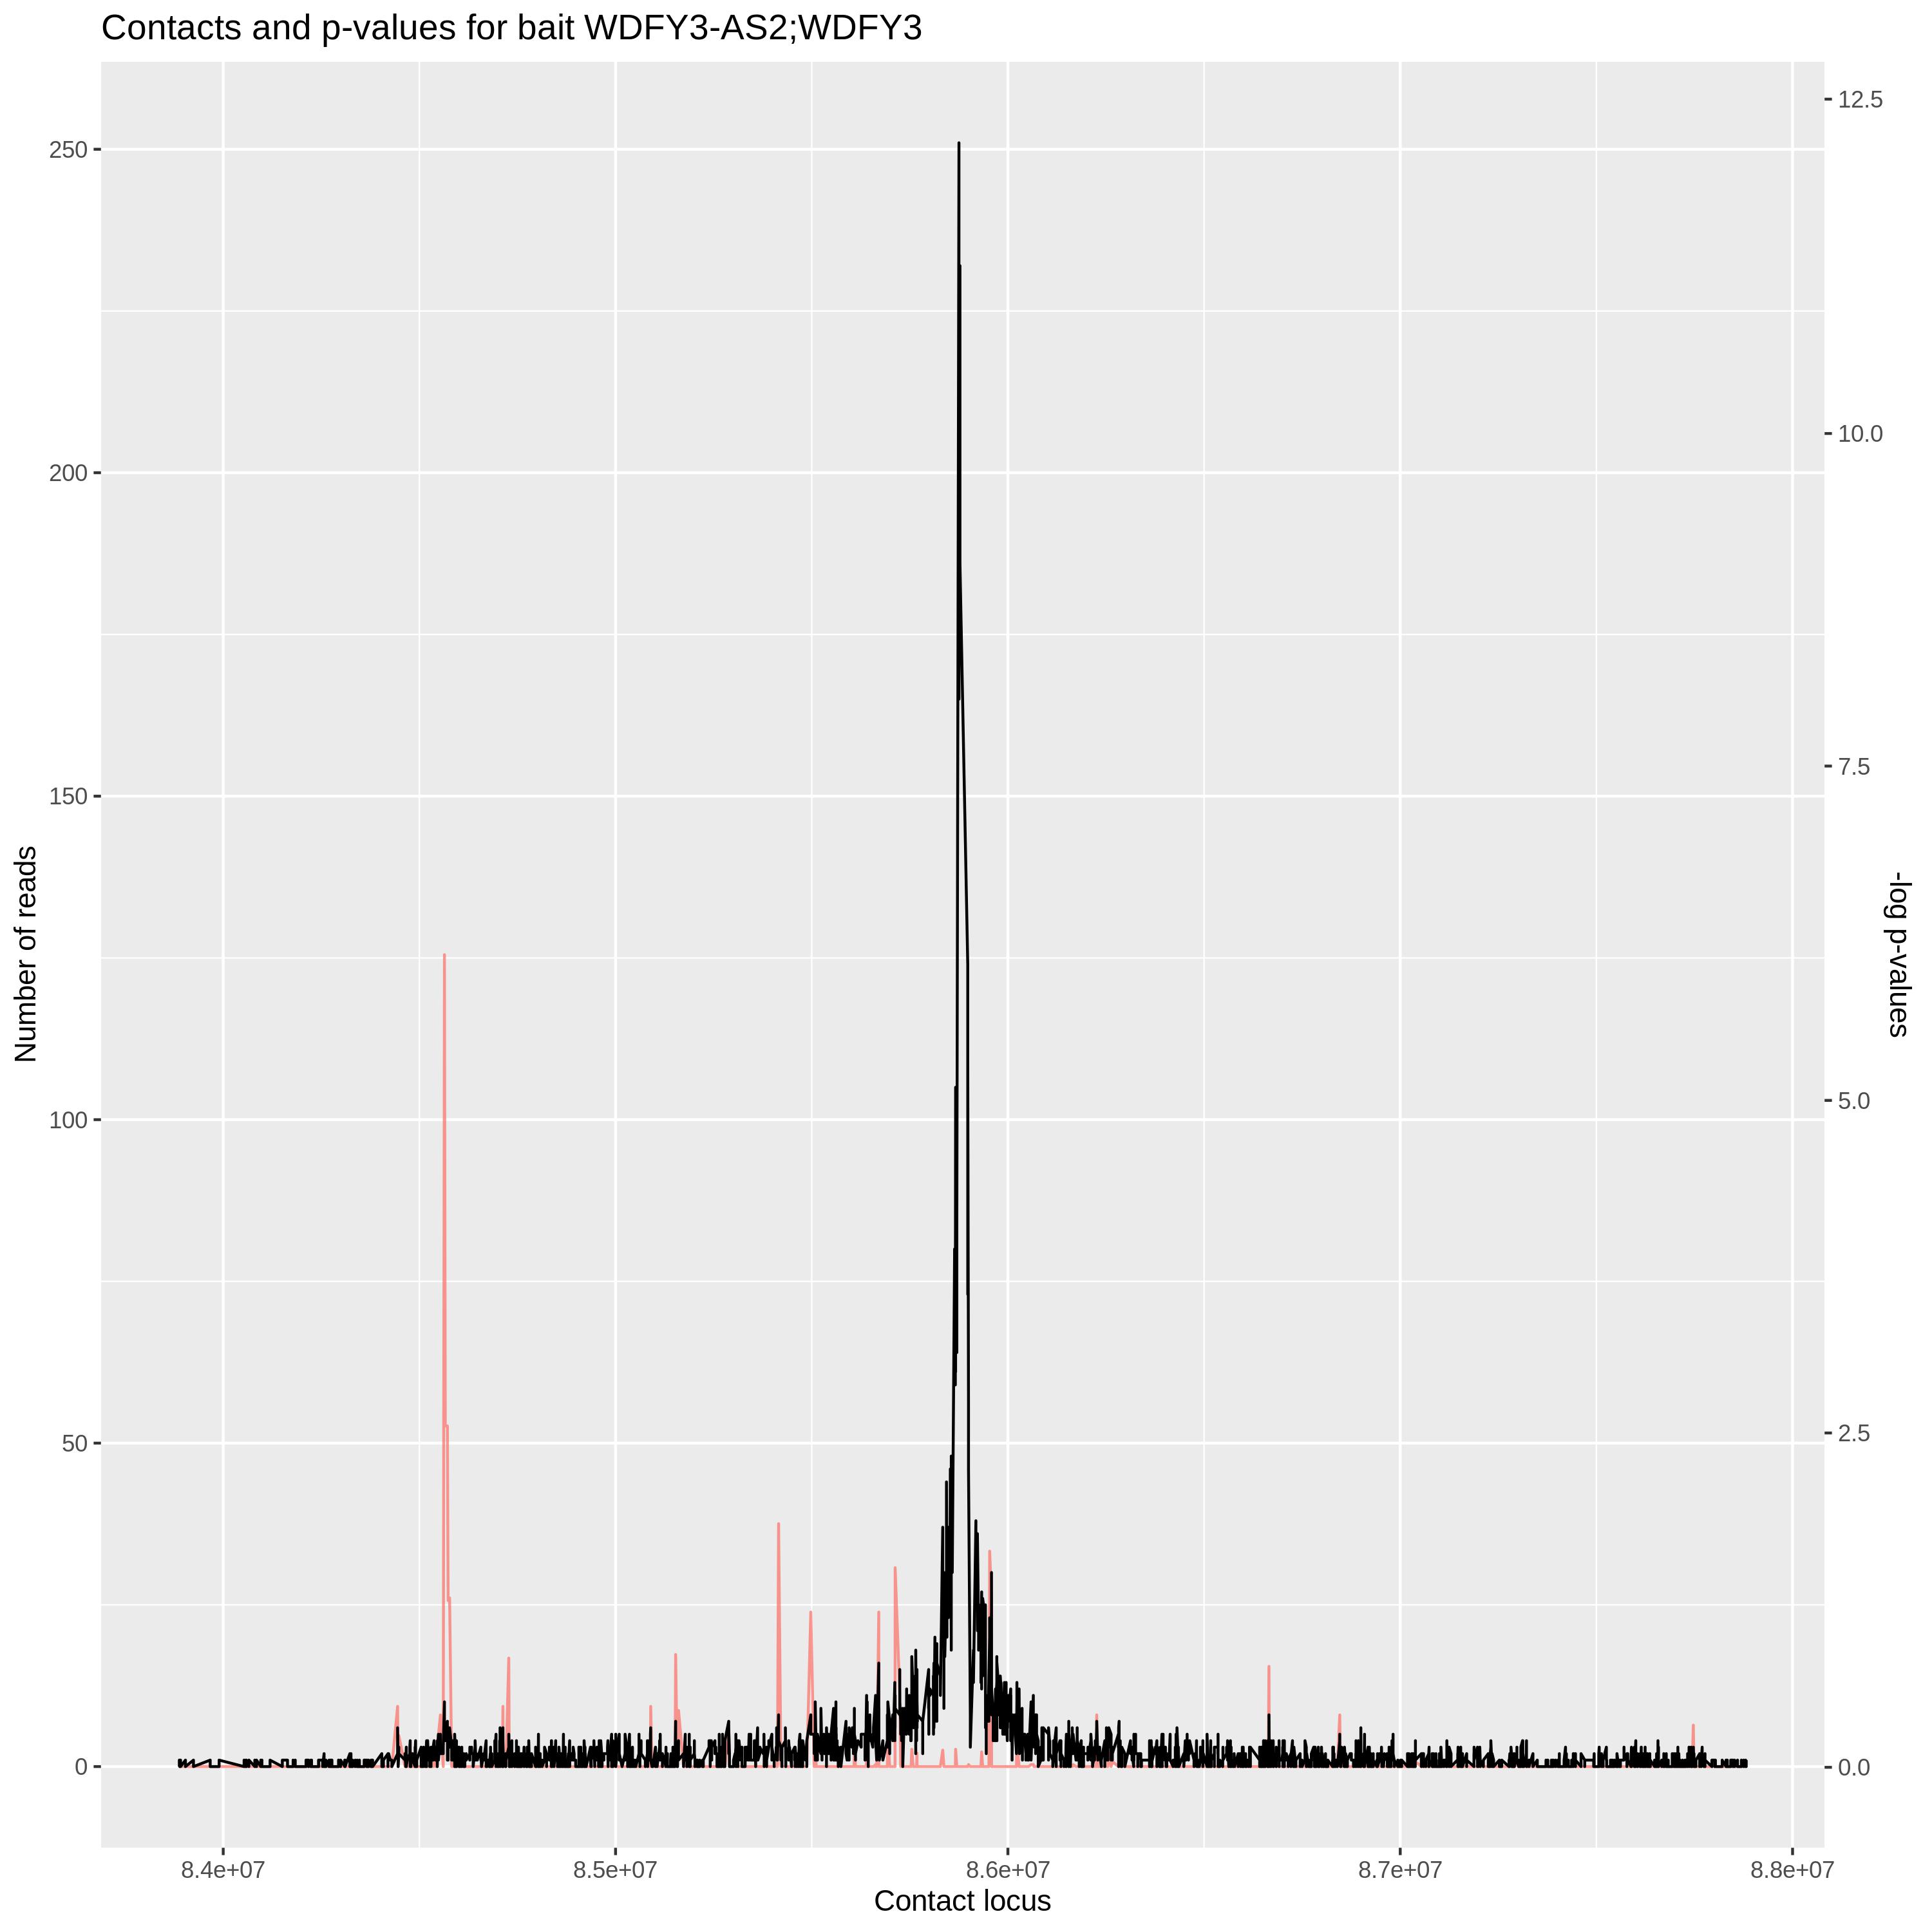 Contacts and p-values for bait WDFY3-AS2;WDFY3
12.5
250
10.0
200
7.5
150
Number of reads
-log p-values
100
5.0
50
2.5
0
0.0
8.4e+07 8.5e+07 8.6e+07 8.7e+07 8.8e+07
Contact locus